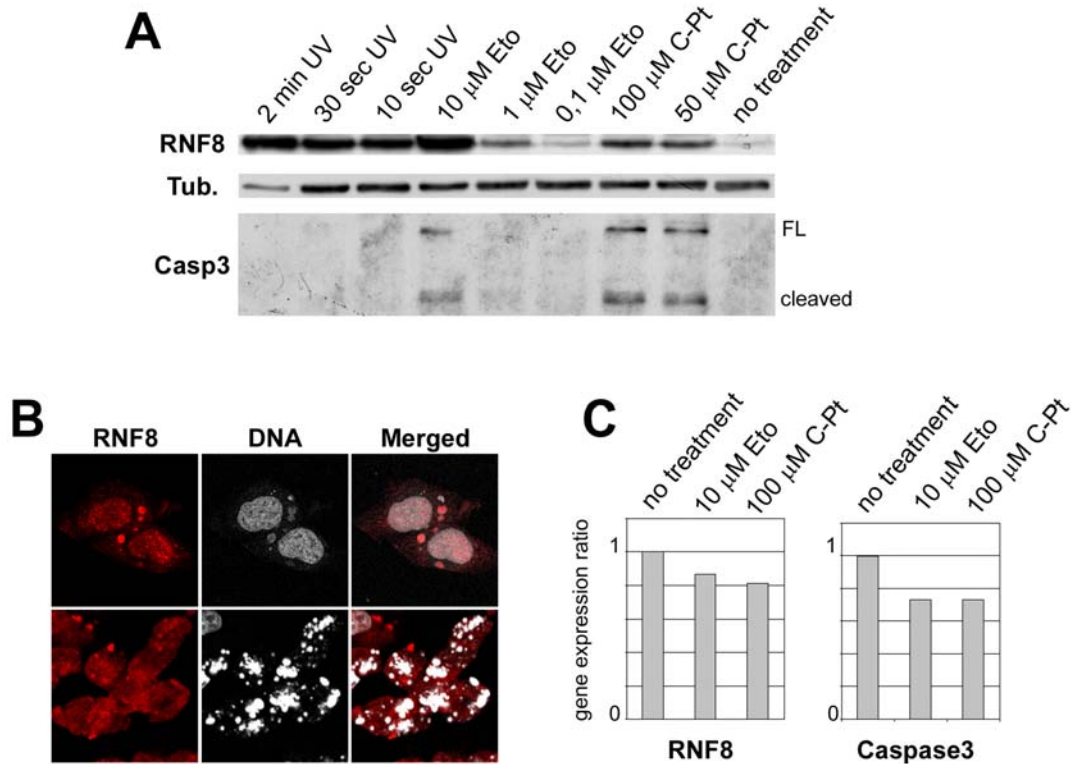 A
2 min UV
30 sec UV
10 sec UV
10 μM Eto
1 μM Eto
0,1 μM Eto
100 μM C-Pt
50 μM C-Pt
no treatment
RNF8
Tub.
Casp3
FL
cleaved
B
RNF8 DNA Merged
C
no treatment
10 μM Eto
100 μM C-Pt
no treatment
10 μM Eto
100 μM C-Pt
gene expression ratio
1
0
1
0
RNF8
Caspase3